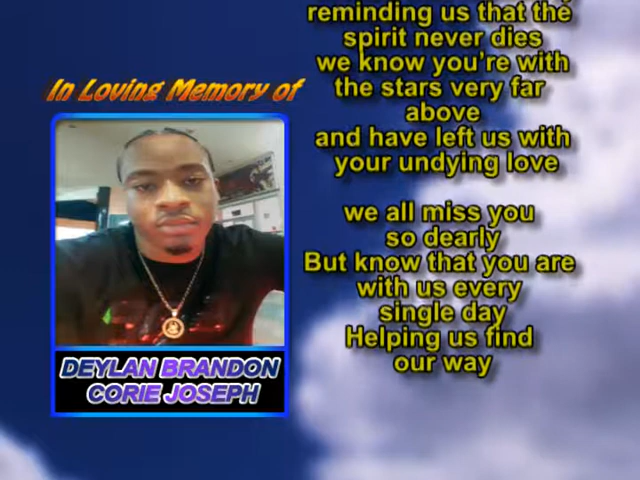 reminding us that the
spirit never dies
we know you're with
the stars very far
above
and have left us with
your undying love
we all miss you
so dearly
But know that you are
with us every
single day
Helping us find
our way
In Loving Memory of
DEYLAN BRANDON
CORIE JOSEPH